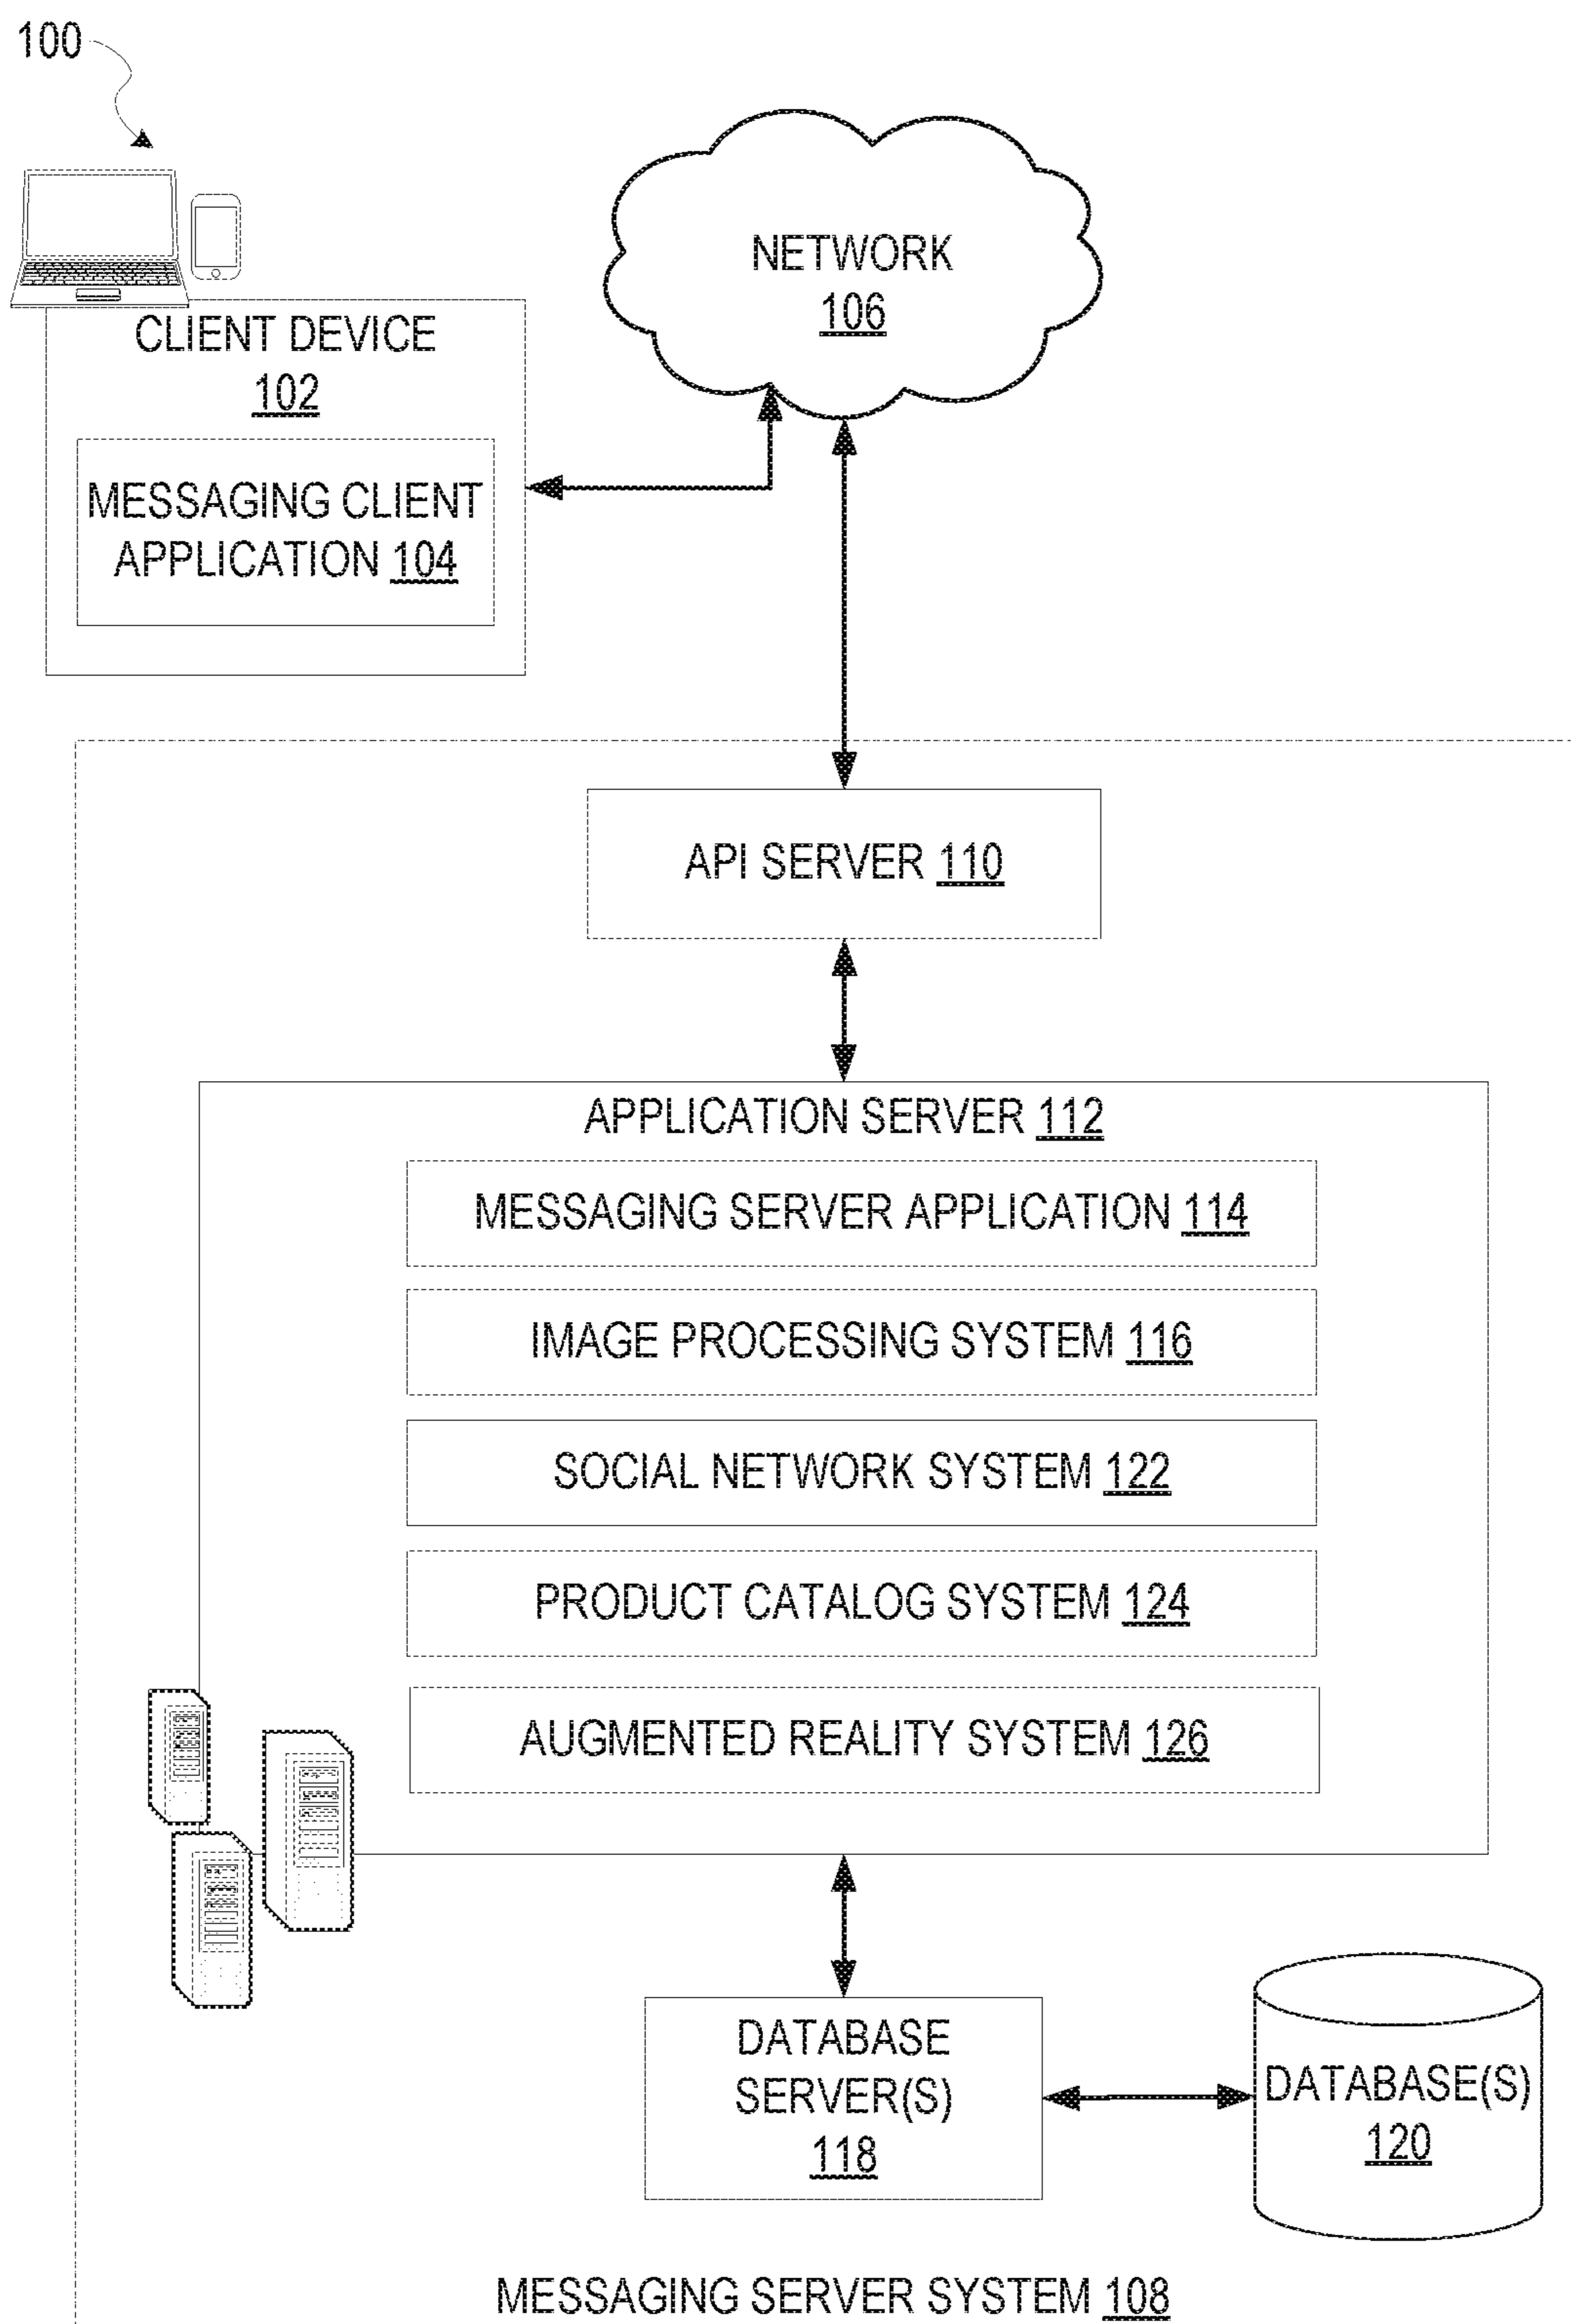 100
NETWORK
106
CLIENT DEVICE
102
MESSAGING CLIENT
APPLICATION 104
API SERVER 110
APPLICATION SERVER 112
MESSAGING SERVER APPLICATION 114
IMAGE PROCESSING SYSTEM 116
SOCIAL NETWORK SYSTEM 122
PRODUCT CATALOG SYSTEM 124
AUGMENTED REALITY SYSTEM 126
DATABASE
SERVER(S)
118
DATABASE(S)
120
MESSAGING SERVER SYSTEM 108